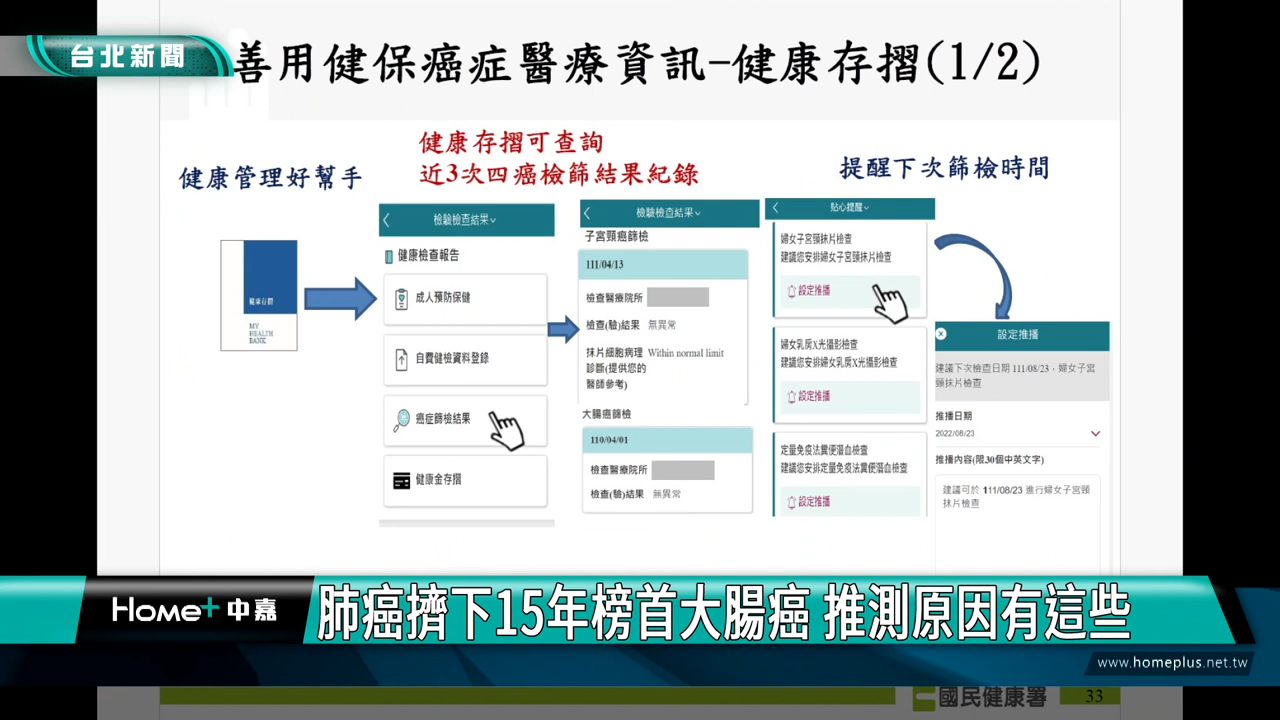 台北新聞
善用健保癌症醫療資訊-健康存摺(1/2)
健康管理好幫手
健康存摺可查詢
近3次四癌檢篩結果紀錄
提醒下次篩檢時間
健康存摺
MY
HEALTH
BANK
檢驗檢查結果
健康檢查報告
成人預防保健
自費健檢資料登錄
癌症篩檢結果
健康金存摺
檢驗檢查結果
子宮頸癌篩檢
111/04/13
檢查醫療院所
檢查(驗)結果 無異常
抹片細胞病理 Within normal limit
診斷(提供您的
醫師參考)
大腸癌篩檢
110/04/01
檢查醫療院所
檢查(驗)結果 無異常
貼心提醒
婦女子宮頸抹片檢查
建議您安排婦女子宮頸抹片檢查
設定推播
婦女乳房X光攝影檢查
建議您安排婦女乳房X光攝影檢查
設定推播
定量免疫法糞便潛血檢查
建議您安排定量免疫法糞便潛血檢查
設定推播
設定推播
建議下次檢查日期 111/08/23,婦女子宮
頸抹片檢查
推播日期
2022/08/23
推播內容(限30個中英文字)
建議可於 111/08/23 進行婦女子宮頸
抹片檢查
Home+ 中嘉
肺癌擠下15年榜首大腸癌 推測原因有這些
www.homeplus.net.tw
國民健康署
33